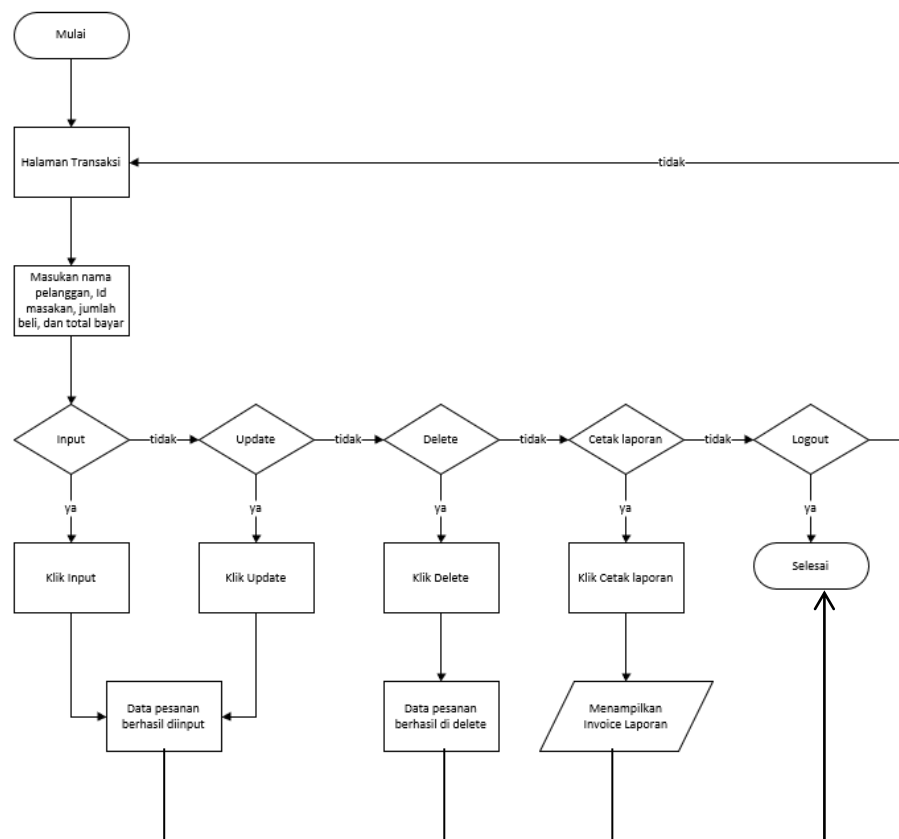 Mulai
Halaman Transaksi
tidak
Masukan nama
pelanggan, Id
masakan, jumlah
beli, dan total bayar
Input
tidak
Update
tidak
Delete
tidak
Cetak laporan
tidak
Logout
ya
ya
ya
ya
ya
Klik Input
Klik Update
Klik Delete
Klik Cetak laporan
Selesai
Data pesanan
berhasil diinput
Data pesanan
berhasil di delete
Menampilkan
Invoice Laporan